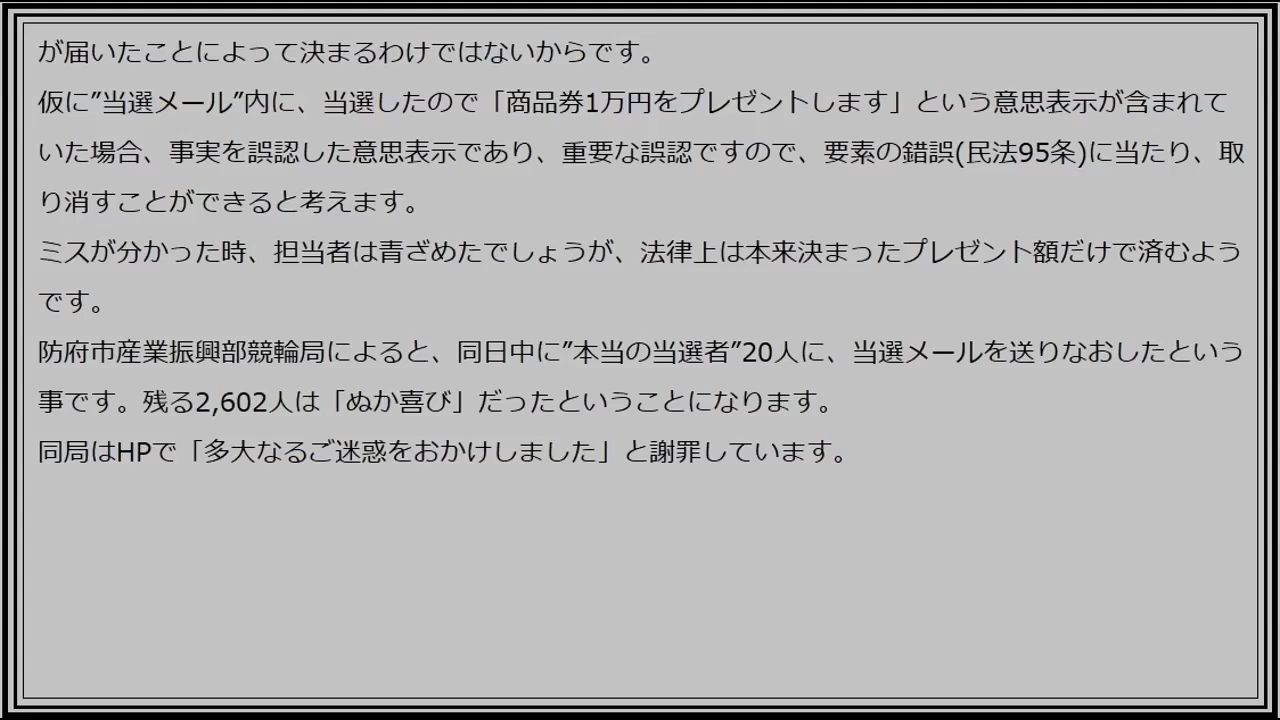 が届いたことによって決まるわけではないからです。
仮に”当選メール”内に、当選したので「商品券1万円をプレゼントします」という意思表示が含まれて
いた場合、事実を誤認した意思表示であり、重要な誤認ですので、要素の錯誤(民法95条)に当たり、取
り消すことができると考えます。
ミスが分かった時、担当者は青ざめたでしょうが、法律上は本来決まったプレゼント額だけで済むよう
です。
防府市産業振興部競輪局によると、同日中に”本当の当選者”20人に、当選メールを送りなおしたという
事です。残る2,602人は「ぬか喜び」だったということになります。
同局はHPで「多大なるご迷惑をおかけしました」と謝罪しています。